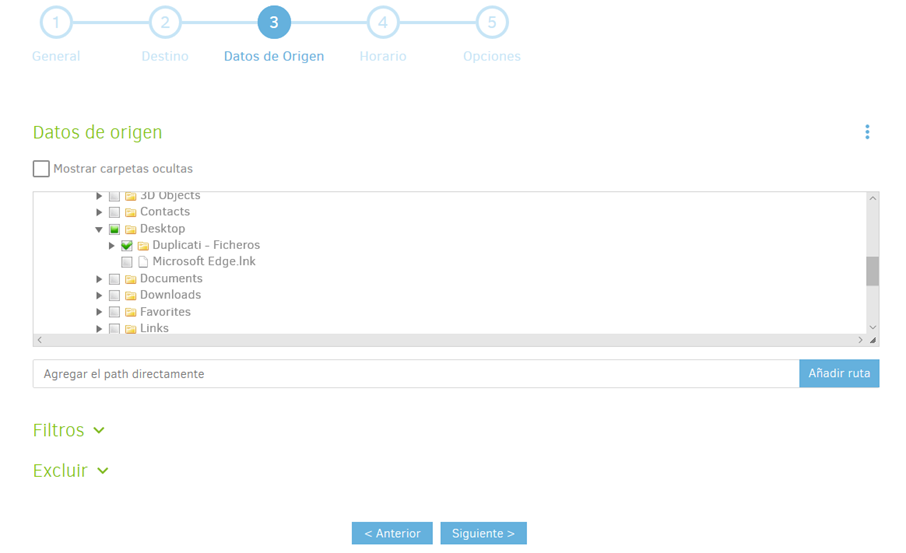 1 2 3 4 5
General Destino Datos de Origen Horario Opciones
Datos de origen
Mostrar carpetas ocultas
3D Objects
Contacts
Desktop
Duplicati - Ficheros
Microsoft Edge.lnk
Documents
Downloads
Favorites
Links
Agregar el path directamente Añadir ruta
Filtros
Excluir
< Anterior Siguiente >